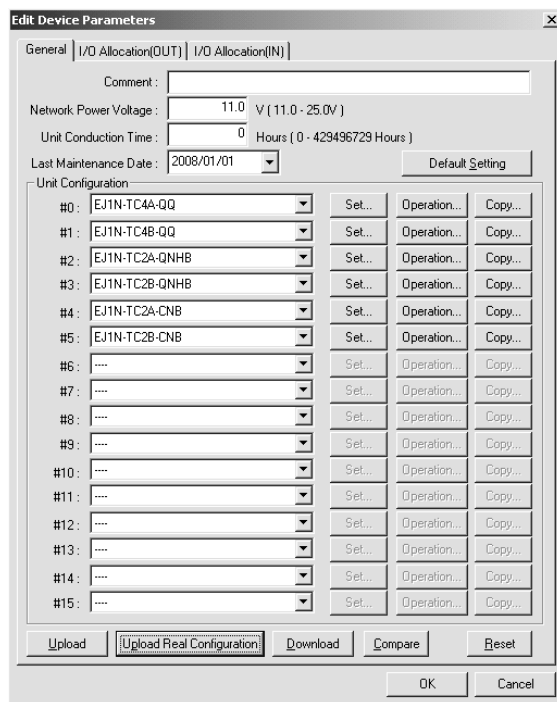 Edit Device Parameters
General I/O Allocation(OUT) I/O Allocation(IN)
Comment :
Network Power Voltage : 11.0 V ( 11.0 - 25.0V )
Unit Conduction Time : 0 Hours ( 0 - 429496729 Hours )
Last Maintenance Date : 2008/01/01 Default Setting
Unit Configuration
#0 : EJ1N-TC4A-QQ Set... Operation... Copy...
#1 : EJ1N-TC4B-QQ Set... Operation... Copy...
#2 : EJ1N-TC2A-QNHB Set... Operation... Copy...
#3 : EJ1N-TC2B-QNHB Set... Operation... Copy...
#4 : EJ1N-TC2A-CNB Set... Operation... Copy...
#5 : EJ1N-TC2B-CNB Set... Operation... Copy...
#6 : ---- Set... Operation... Copy...
#7 : ---- Set... Operation... Copy...
#8 : ---- Set... Operation... Copy...
#9 : ---- Set... Operation... Copy...
#10 : ---- Set... Operation... Copy...
#11 : ---- Set... Operation... Copy...
#12 : ---- Set... Operation... Copy...
#13 : ---- Set... Operation... Copy...
#14 : ---- Set... Operation... Copy...
#15 : ---- Set... Operation... Copy...
Upload Upload Real Configuration Download Compare Reset
OK Cancel